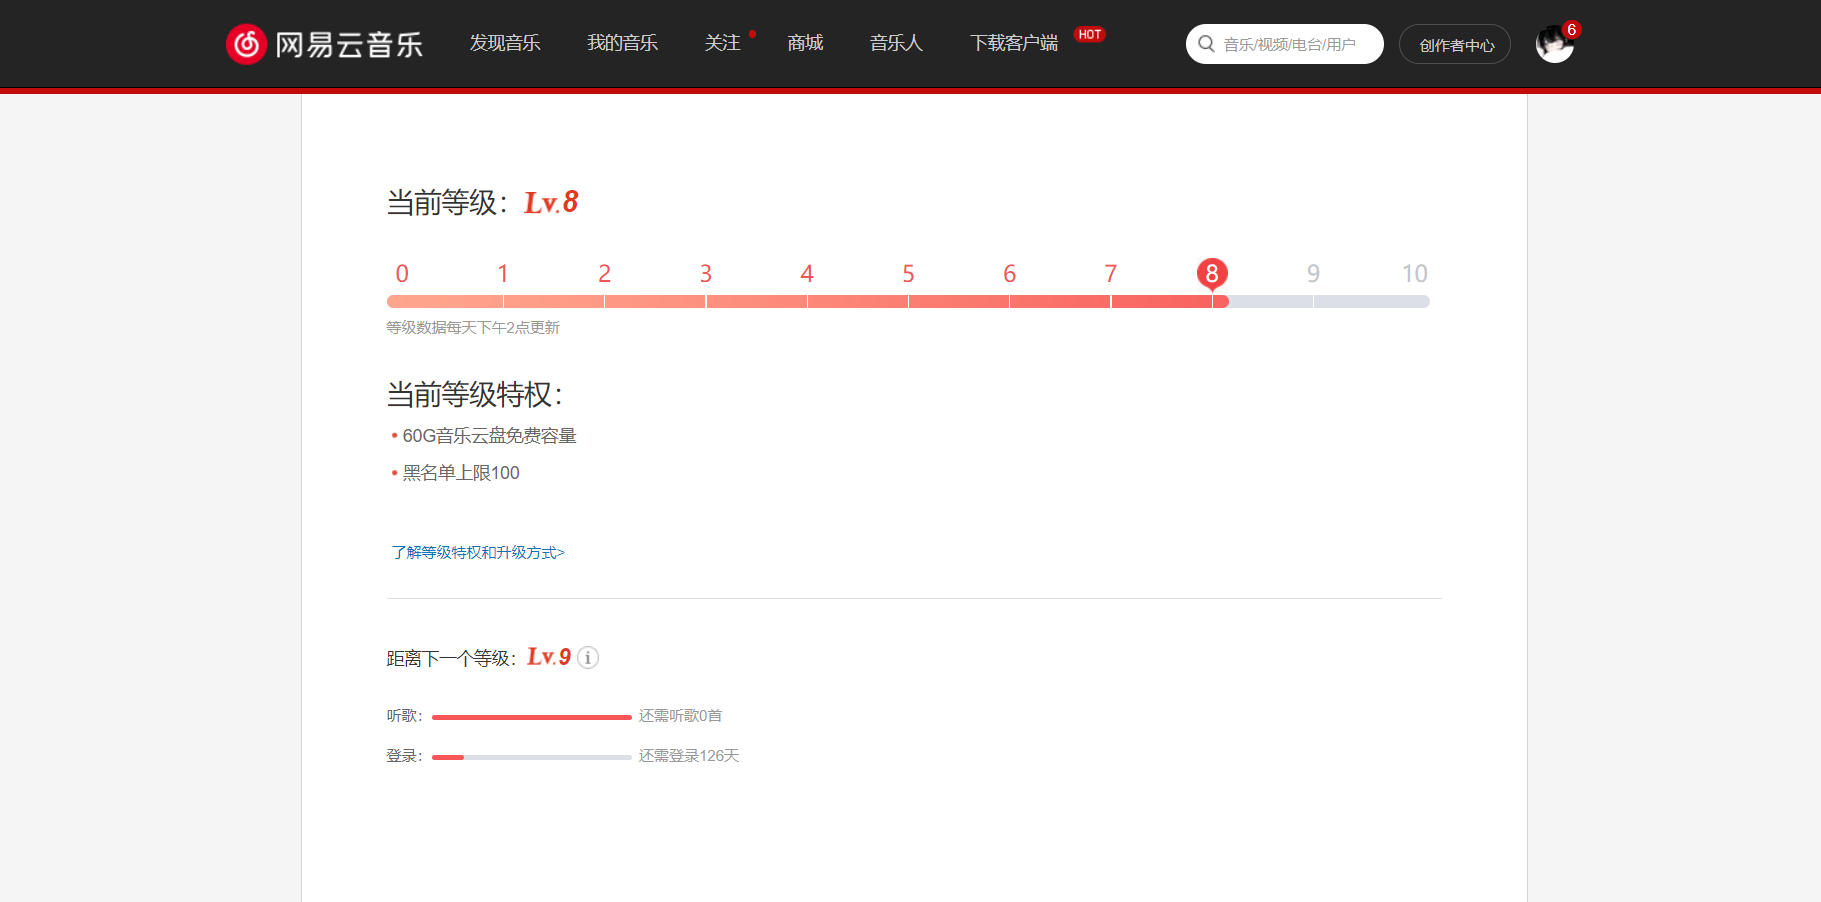 网易云音乐 发现音乐 我的音乐 关注 商城 音乐人 下载客户端 HOT 音乐/视频/电台/用户 创作者中心 6
当前等级：Lv.8
0 1 2 3 4 5 6 7 8 9 10
等级数据每天下午2点更新
当前等级特权：
60G音乐云盘免费容量
黑名单上限100
了解等级特权和升级方式>
距离下一个等级：Lv.9 i
听歌： 还需听歌0首
登录： 还需登录126天